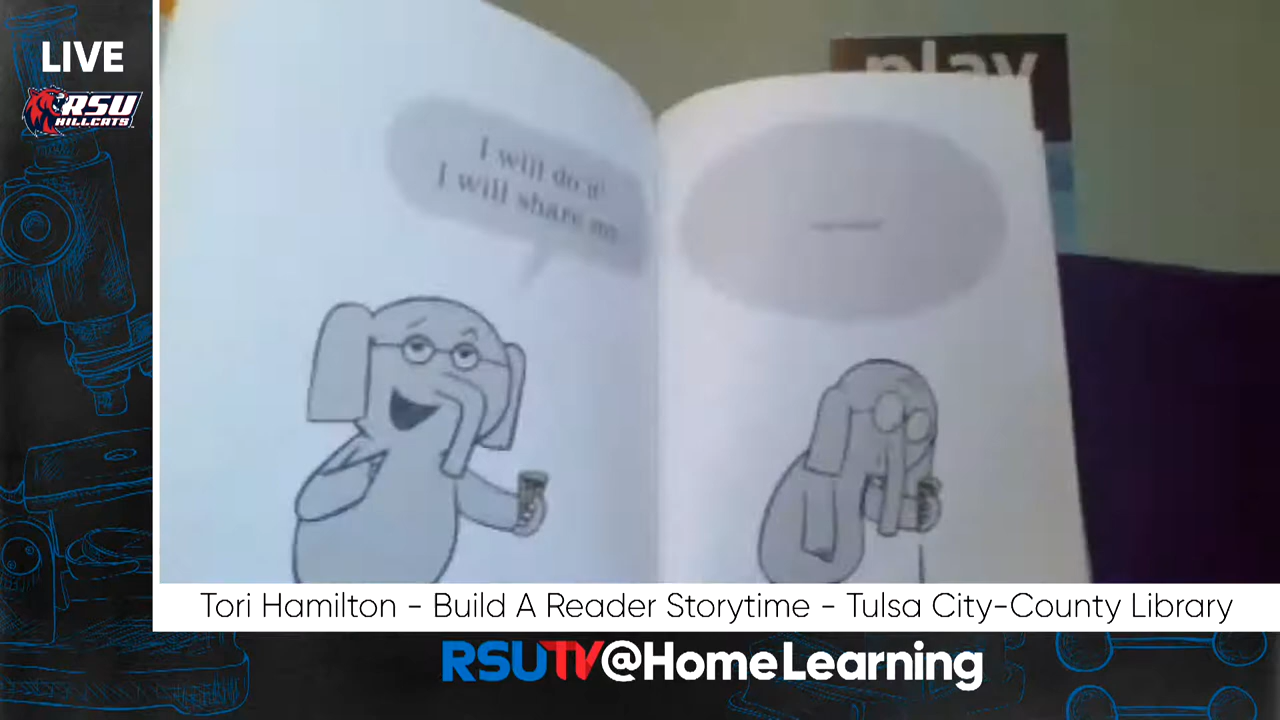 LIVE
RSU
HILLCATS
play
I will do it!
I will share my
Tori Hamilton - Build A Reader Storytime - Tulsa City-County Library
RSUTV@HomeLearning